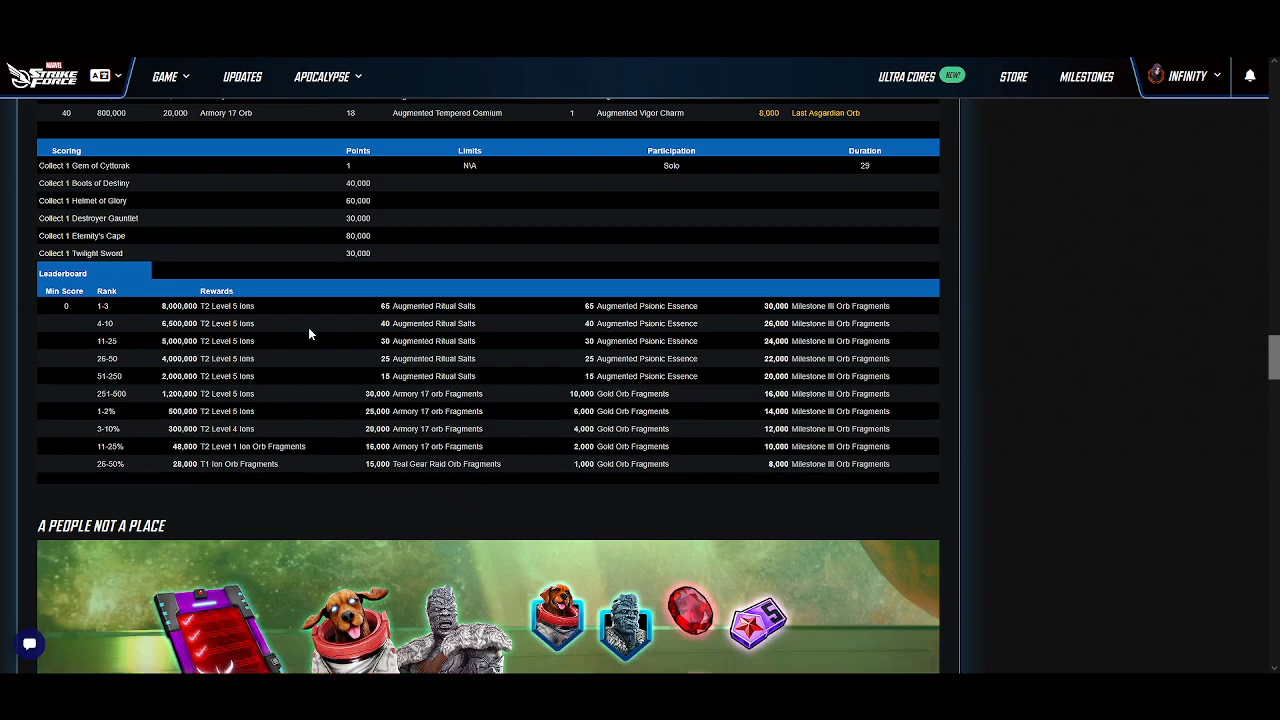 MARVEL
STRIKE FORCE
GAME UPDATES APOCALYPSE ULTRA CORES NEW! STORE MILESTONES INFINITY
40 800,000 20,000 Armory 17 Orb 18 Augmented Tempered Osmium 1 Augmented Vigor Charm 8,000 Last Asgardian Orb
Scoring Points Limits Participation Duration
Collect 1 Gem of Cyttorak 1 N\A Solo 29
Collect 1 Boots of Destiny 40,000
Collect 1 Helmet of Glory 60,000
Collect 1 Destroyer Gauntlet 30,000
Collect 1 Eternity's Cape 80,000
Collect 1 Twilight Sword 30,000
Leaderboard
Min Score Rank Rewards
0 1-3 8,000,000 T2 Level 5 Ions 65 Augmented Ritual Salts 65 Augmented Psionic Essence 30,000 Milestone III Orb Fragments
4-10 6,500,000 T2 Level 5 Ions 40 Augmented Ritual Salts 40 Augmented Psionic Essence 26,000 Milestone III Orb Fragments
11-25 5,000,000 T2 Level 5 Ions 30 Augmented Ritual Salts 30 Augmented Psionic Essence 24,000 Milestone III Orb Fragments
26-50 4,000,000 T2 Level 5 Ions 25 Augmented Ritual Salts 25 Augmented Psionic Essence 22,000 Milestone III Orb Fragments
51-250 2,000,000 T2 Level 5 Ions 15 Augmented Ritual Salts 15 Augmented Psionic Essence 20,000 Milestone III Orb Fragments
251-500 1,200,000 T2 Level 5 Ions 30,000 Armory 17 orb Fragments 10,000 Gold Orb Fragments 16,000 Milestone III Orb Fragments
1-2% 500,000 T2 Level 5 Ions 25,000 Armory 17 orb Fragments 6,000 Gold Orb Fragments 14,000 Milestone III Orb Fragments
3-10% 300,000 T2 Level 4 Ions 20,000 Armory 17 orb Fragments 4,000 Gold Orb Fragments 12,000 Milestone III Orb Fragments
11-25% 48,000 T2 Level 1 Ion Orb Fragments 16,000 Armory 17 orb Fragments 2,000 Gold Orb Fragments 10,000 Milestone III Orb Fragments
26-50% 28,000 T1 Ion Orb Fragments 15,000 Teal Gear Raid Orb Fragments 1,000 Gold Orb Fragments 8,000 Milestone III Orb Fragments
A PEOPLE NOT A PLACE
5